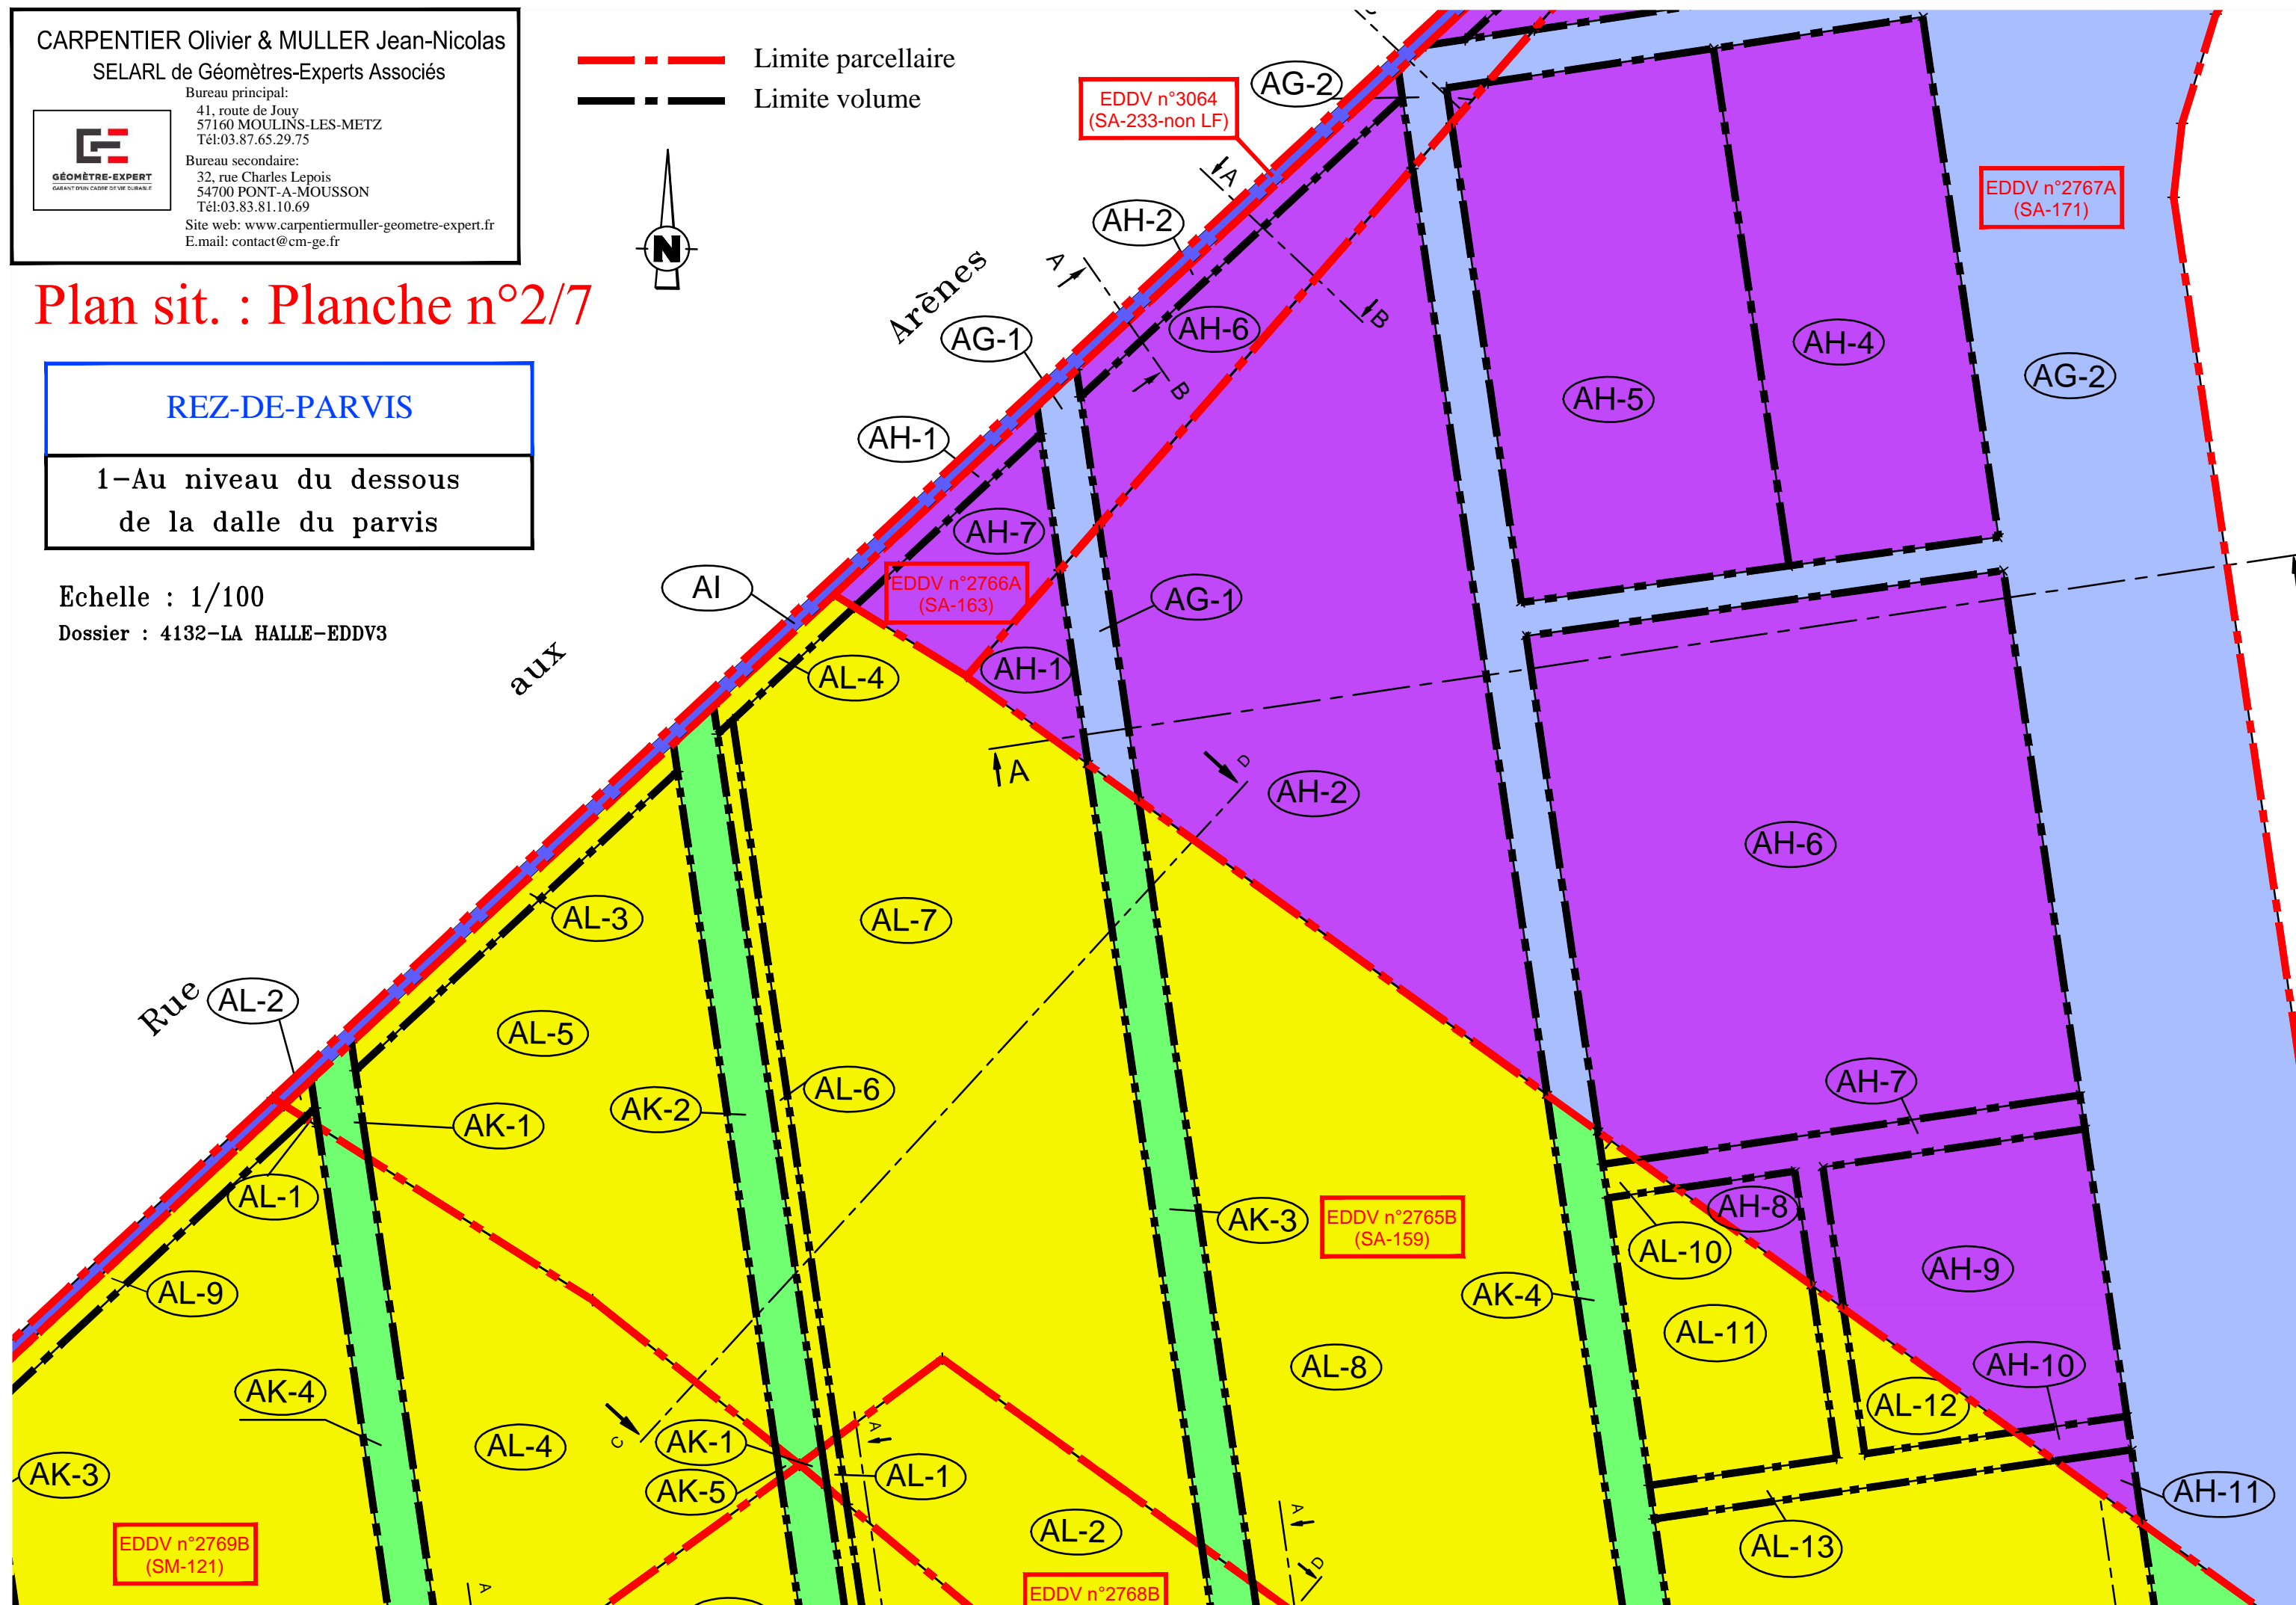 CARPENTIER Olivier & MULLER Jean-Nicolas
SELARL de Géomètres-Experts Associés
Bureau principal:
41, route de Jouy
57160 MOULINS-LES-METZ
Tél:03.87.65.29.75
Bureau secondaire:
32, rue Charles Lepois
54700 PONT-A-MOUSSON
Tél:03.83.81.10.69
Site web: www.carpentiermuller-geometre-expert.fr
E.mail: contact@cm-ge.fr
GÉOMÈTRE-EXPERT
GARANT D'UN CADRE DE VIE DURABLE
Limite parcellaire
Limite volume
N
Plan sit. : Planche n°2/7
REZ-DE-PARVIS
1-Au niveau du dessous
de la dalle du parvis
Echelle : 1/100
Dossier : 4132-LA HALLE-EDDV3
Rue
aux
Arênes
EDDV n°3064
(SA-233-non LF)
AG-2
A
B
AH-2
A
B
AH-6
AG-1
AH-1
AH-7
EDDV n°2766A
(SA-163)
AI
AL-4
AH-1
AG-1
AH-5
AH-4
EDDV n°2767A
(SA-171)
AG-2
A
D
AH-2
AH-6
AL-3
AL-7
AL-2
AL-5
AL-6
AK-2
AK-1
AL-1
AH-7
AH-8
AK-3
EDDV n°2765B
(SA-159)
AL-10
AH-9
AL-9
AK-4
AL-11
AL-8
AH-10
AK-4
AL-12
C
AK-1
A
AL-4
AK-3
AK-5
AL-1
AH-11
A
AL-2
AL-13
EDDV n°2769B
(SM-121)
D
A
EDDV n°2768B